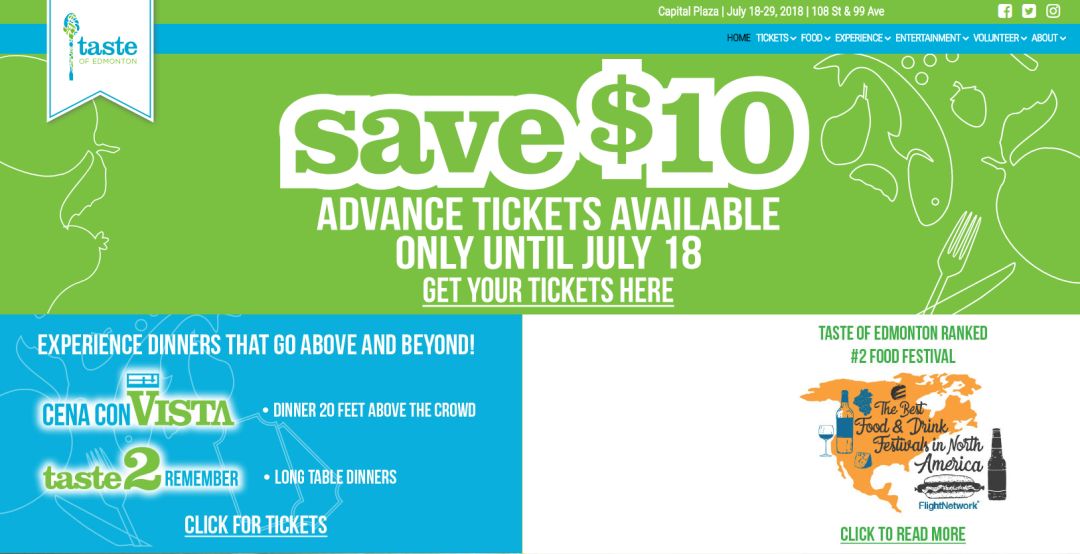 Capital Plaza | July 18-29, 2018 | 108 St & 99 Ave
taste
OF EDMONTON
HOME TICKETS FOOD EXPERIENCE ENTERTAINMENT VOLUNTEER ABOUT
save $10
ADVANCE TICKETS AVAILABLE
ONLY UNTIL JULY 18
GET YOUR TICKETS HERE
EXPERIENCE DINNERS THAT GO ABOVE AND BEYOND!
CENA CON VISTA
• DINNER 20 FEET ABOVE THE CROWD
taste 2 REMEMBER
• LONG TABLE DINNERS
CLICK FOR TICKETS
TASTE OF EDMONTON RANKED
#2 FOOD FESTIVAL
The Best
Food & Drink
Festivals in North
America
FlightNetwork
CLICK TO READ MORE